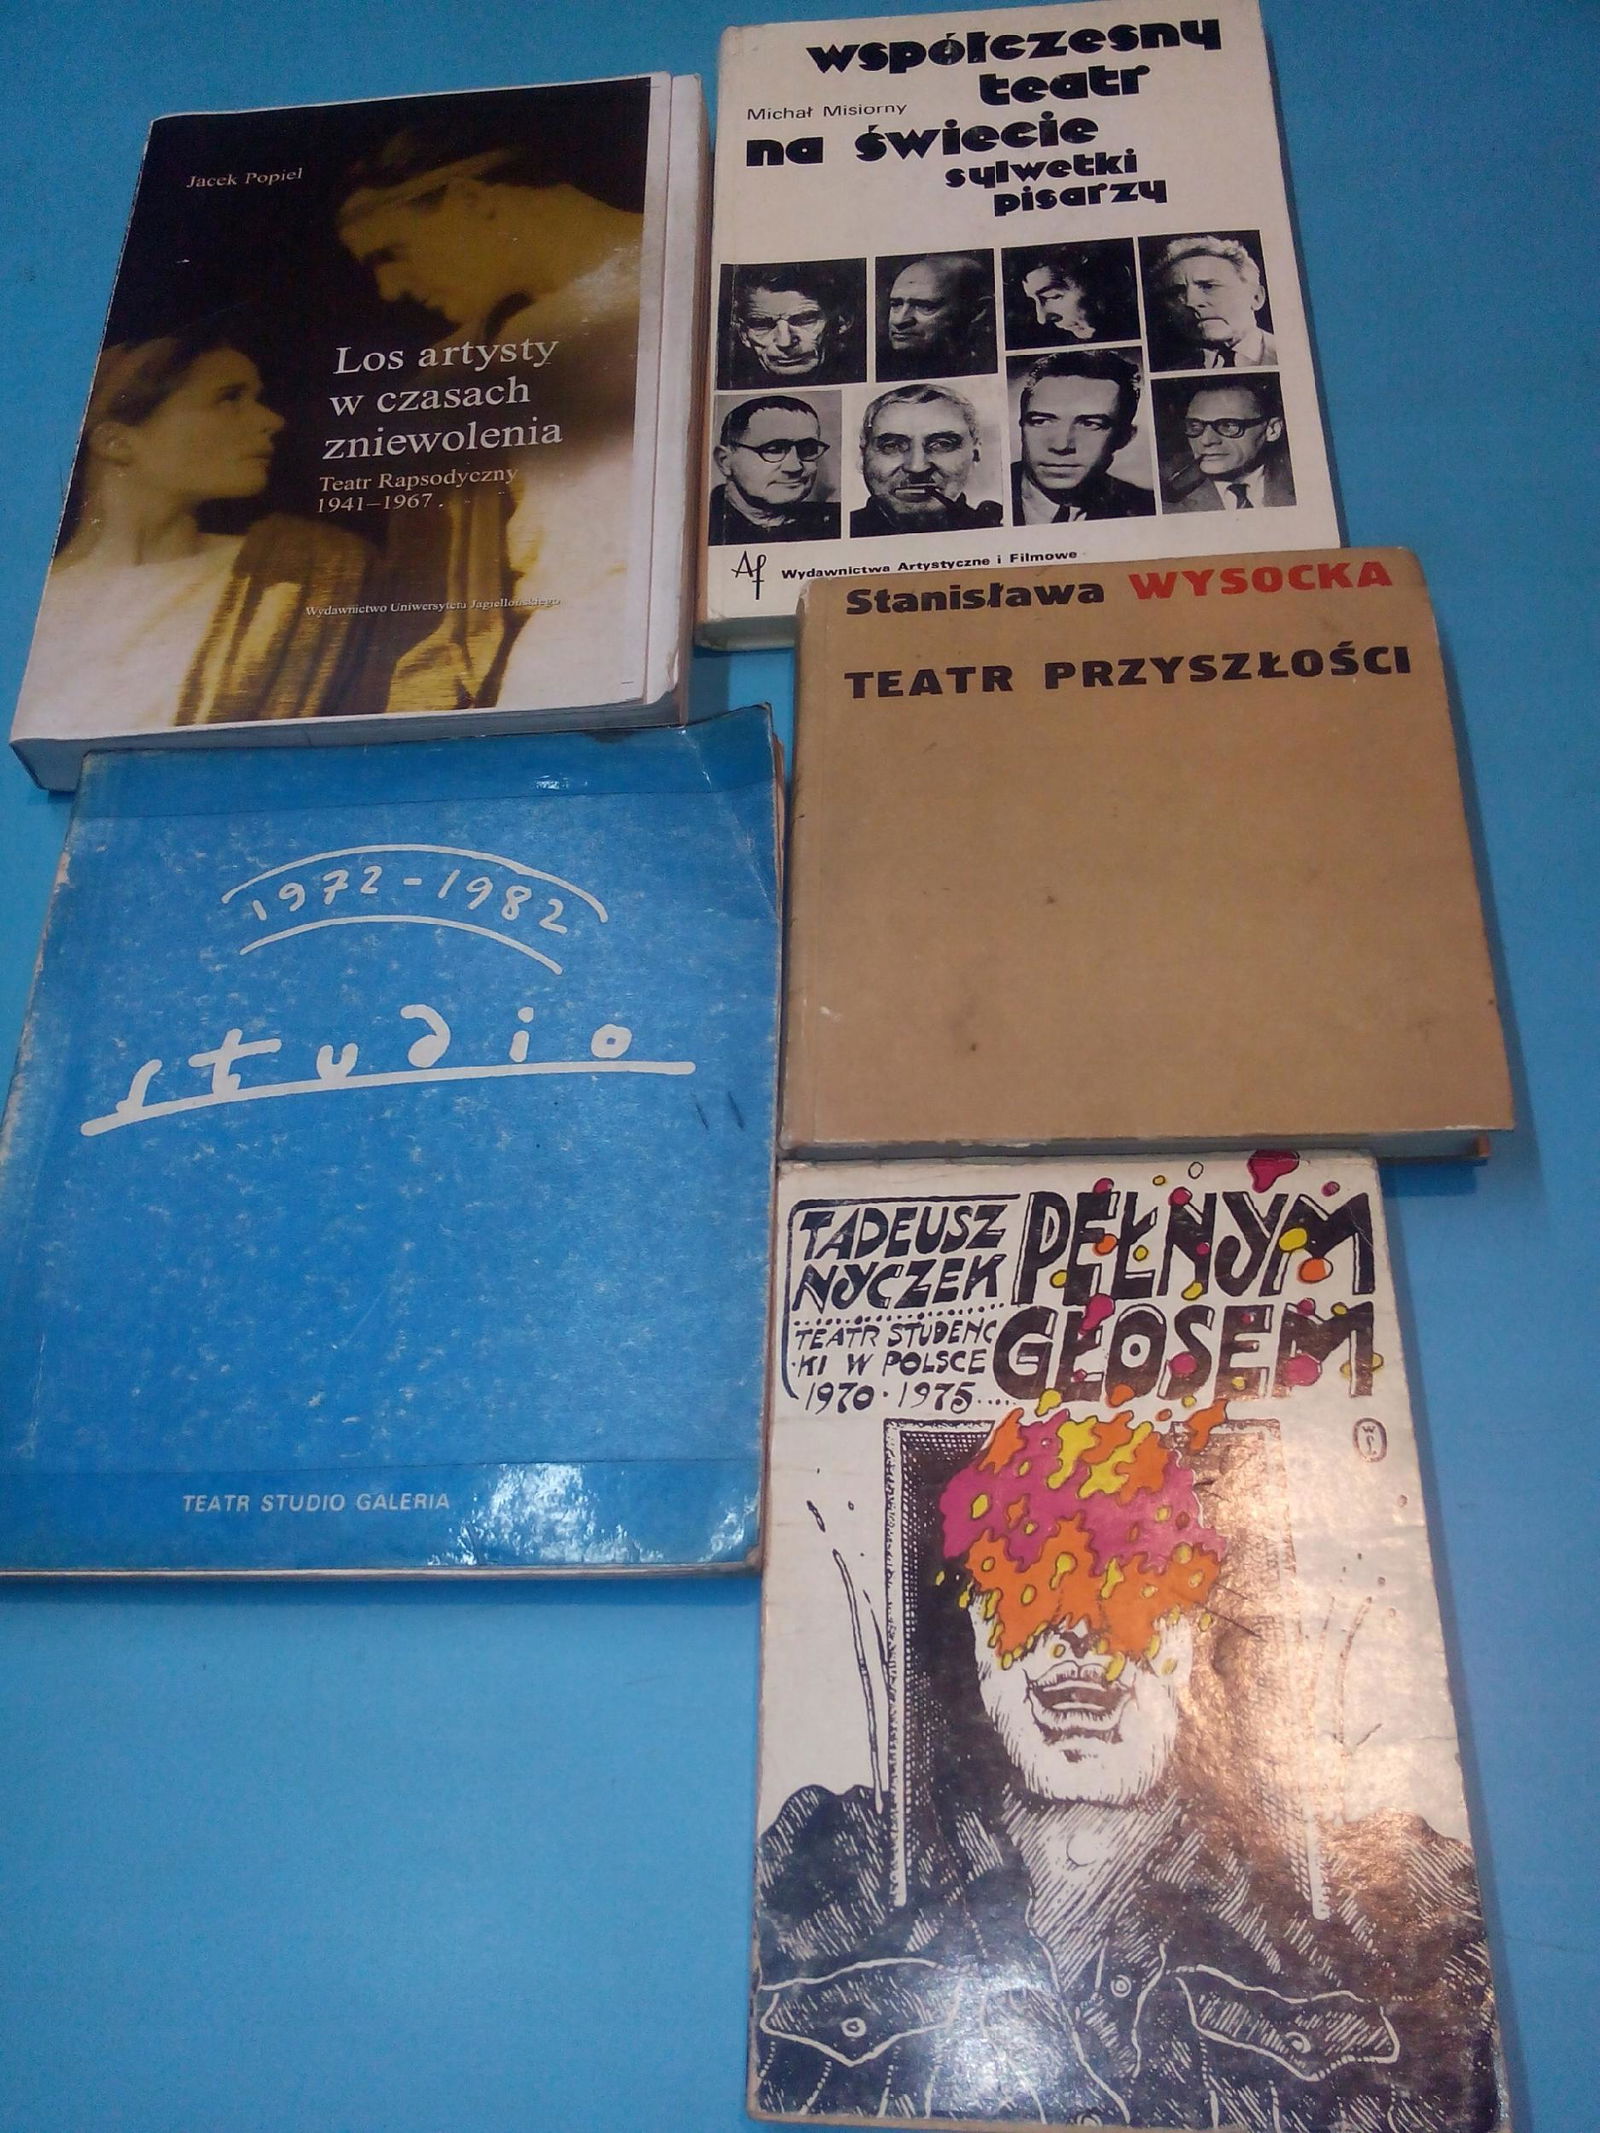 Jacek Popiel
Los artysty
w czasach
zniewolenia
Teatr Rapsodyczny
1941–1967
Wydawnictwo Uniwersytetu Jagiellońskiego
współczesny
teatr
Michał Misiorny
na świecie
sylwetki
pisarzy
Wydawnictwa Artystyczne i Filmowe
Stanisława WYSOCKA
TEATR PRZYSZŁOŚCI
1972-1982
studio
TEATR STUDIO GALERIA
TADEUSZ
NYCZEK
TEATR STUDENC
KI W POLSCE
1970·1975....
PEŁNYM
GŁOSEM